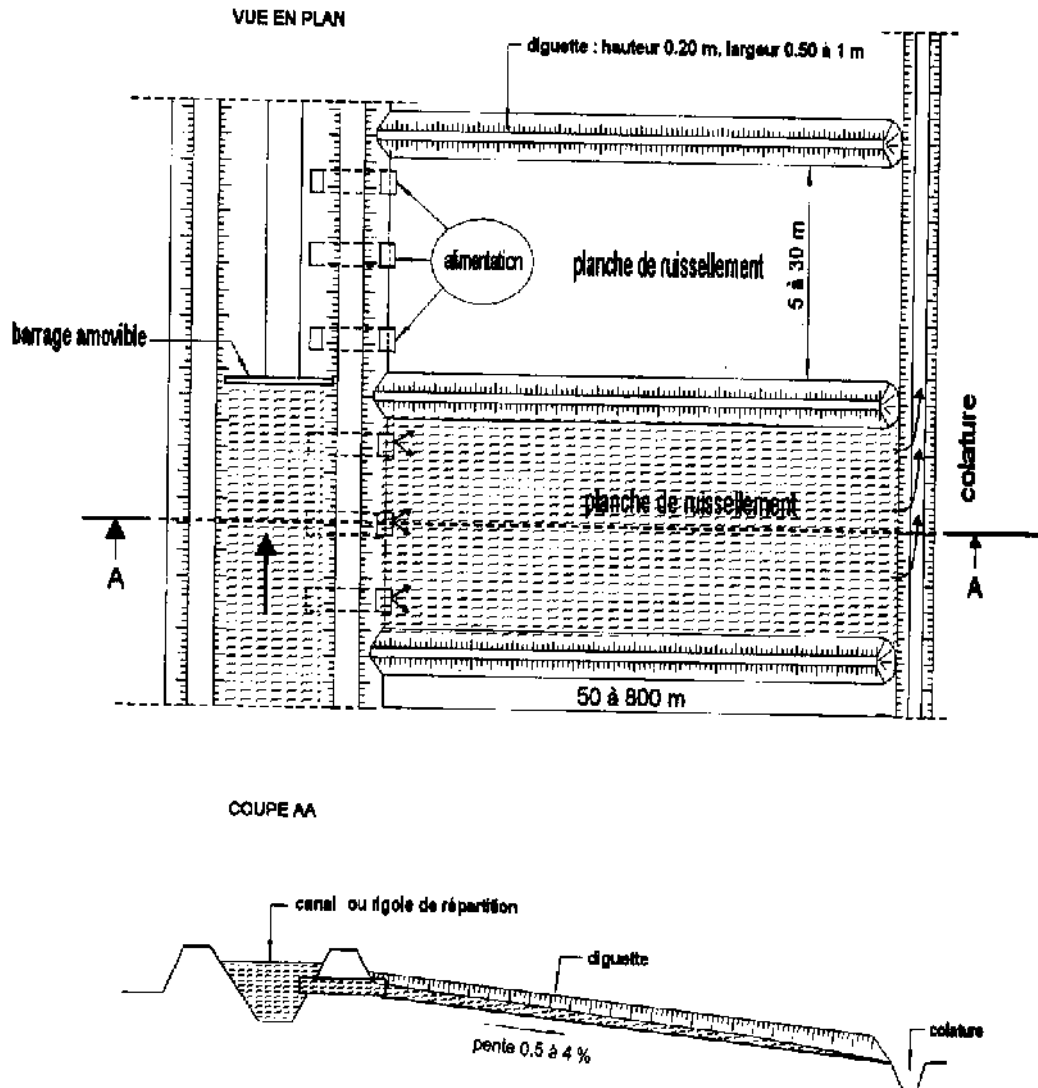 VUE EN PLAN
diguette : hauteur 0.20 m, largeur 0.50 à 1 m
alimentation
planche de ruissellement
5 à 30 m
barrage amovible
planche de ruissellement
colature
A
A
50 à 800 m
COUPE AA
canal ou rigole de répartition
diguette
colature
pente 0.5 à 4 %